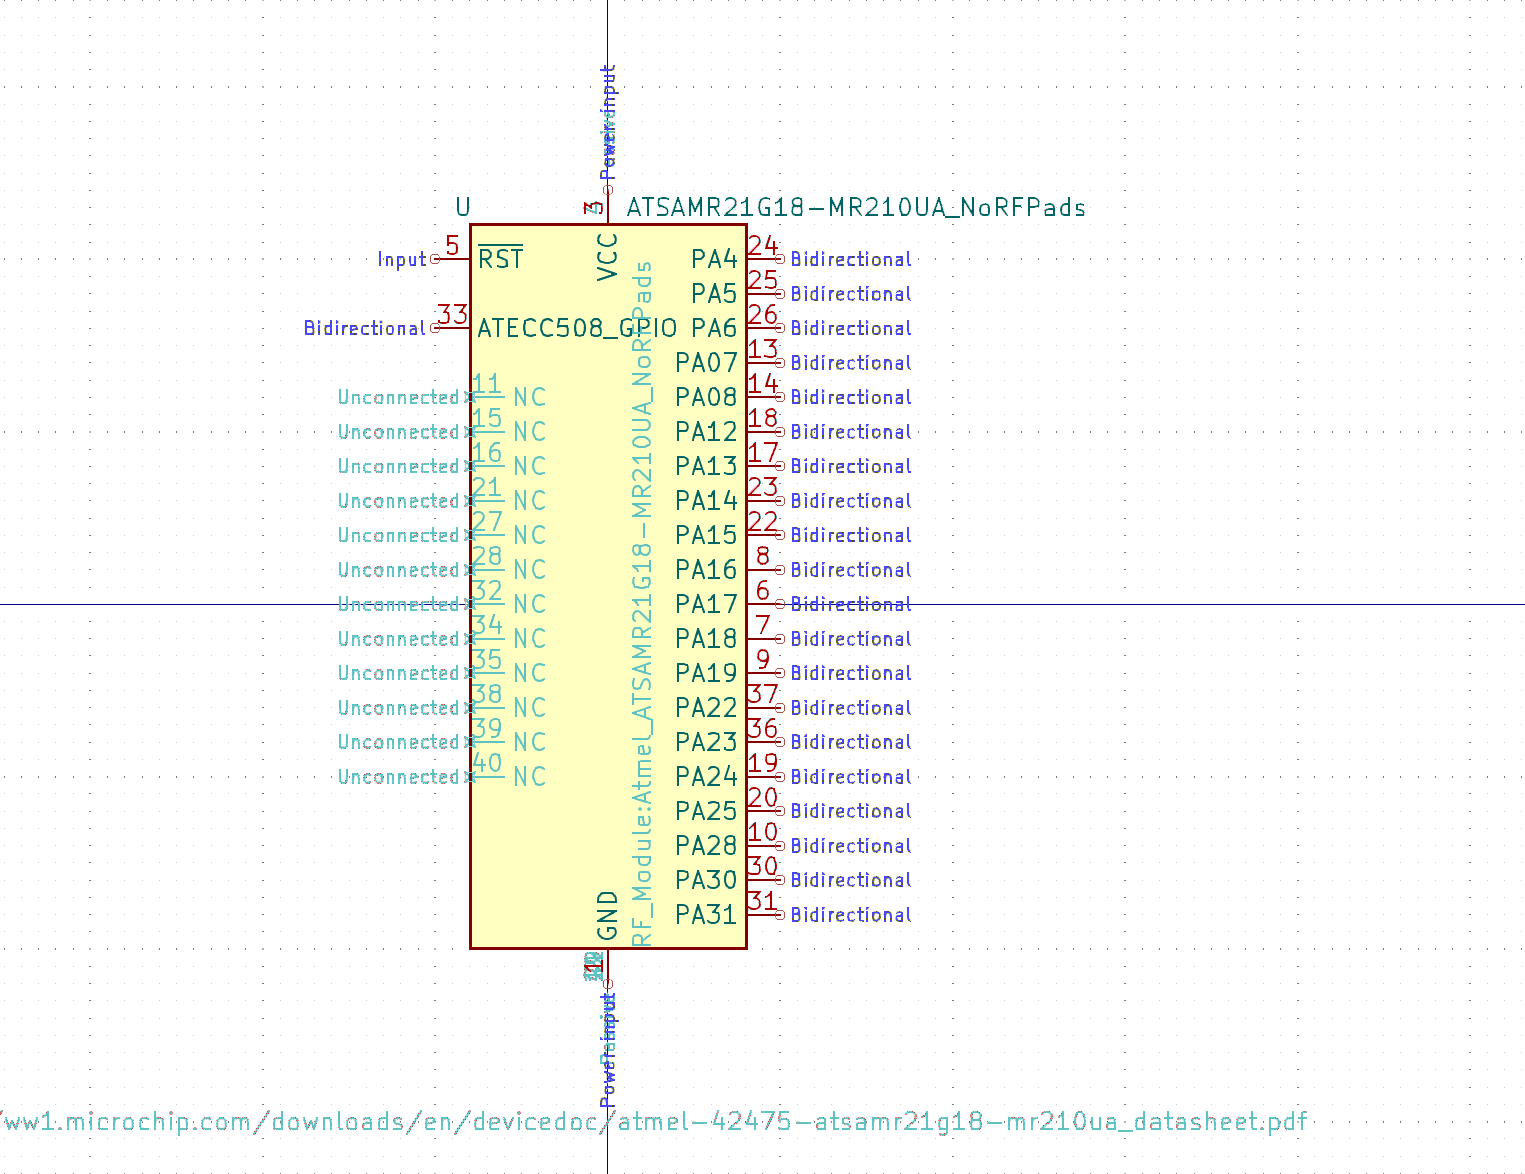 Power input
3
U
ATSAMR21G18-MR210UA_NoRFPads
VCC
Input 5 RST
Bidirectional 33 ATECC508_GPIO
Unconnected 11 NC
Unconnected 15 NC
Unconnected 16 NC
Unconnected 21 NC
Unconnected 27 NC
Unconnected 28 NC
Unconnected 32 NC
Unconnected 34 NC
Unconnected 35 NC
Unconnected 38 NC
Unconnected 39 NC
Unconnected 40 NC
RF_Module:Atmel_ATSAMR21G18-MR210UA_NoRFPads
PA4 24 Bidirectional
PA5 25 Bidirectional
PA6 26 Bidirectional
PA07 13 Bidirectional
PA08 14 Bidirectional
PA12 18 Bidirectional
PA13 17 Bidirectional
PA14 23 Bidirectional
PA15 22 Bidirectional
PA16 8 Bidirectional
PA17 6 Bidirectional
PA18 7 Bidirectional
PA19 9 Bidirectional
PA22 37 Bidirectional
PA23 36 Bidirectional
PA24 19 Bidirectional
PA25 20 Bidirectional
PA28 10 Bidirectional
PA30 30 Bidirectional
PA31 31 Bidirectional
GND
1
Power input
ww1.microchip.com/downloads/en/devicedoc/atmel-42475-atsamr21g18-mr210ua_datasheet.pdf